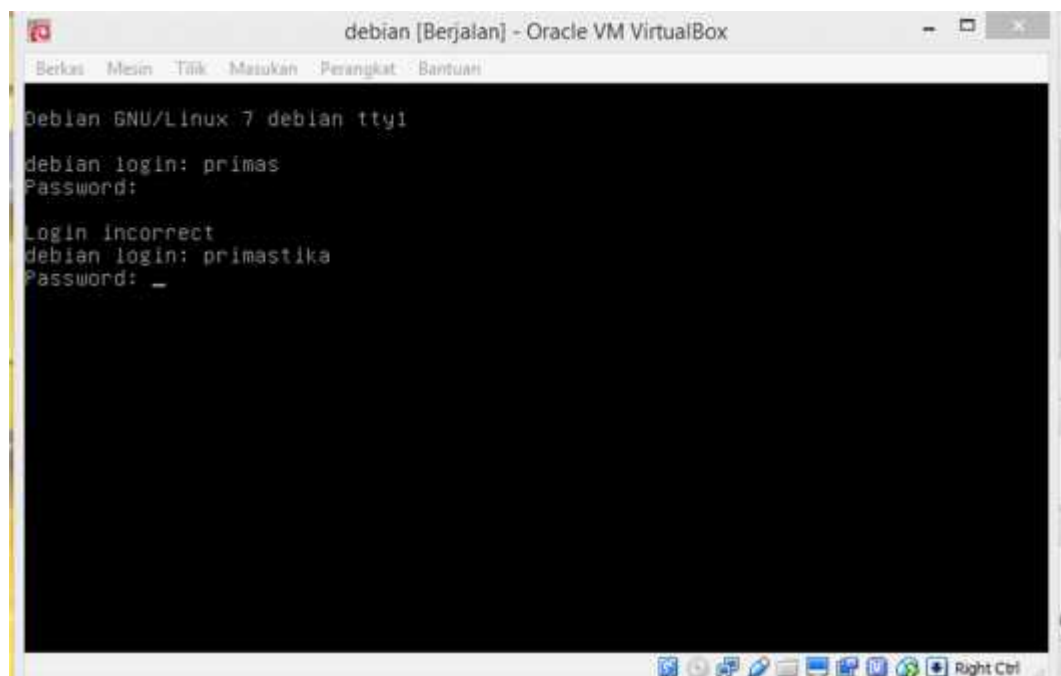 debian [Berjalan] - Oracle VM VirtualBox
Berkas Mesin Tilik Masukan Perangkat Bantuan
Debian GNU/Linux 7 debian tty1
debian login: primas
Password:
Login incorrect
debian login: primastika
Password: _
Right Ctrl